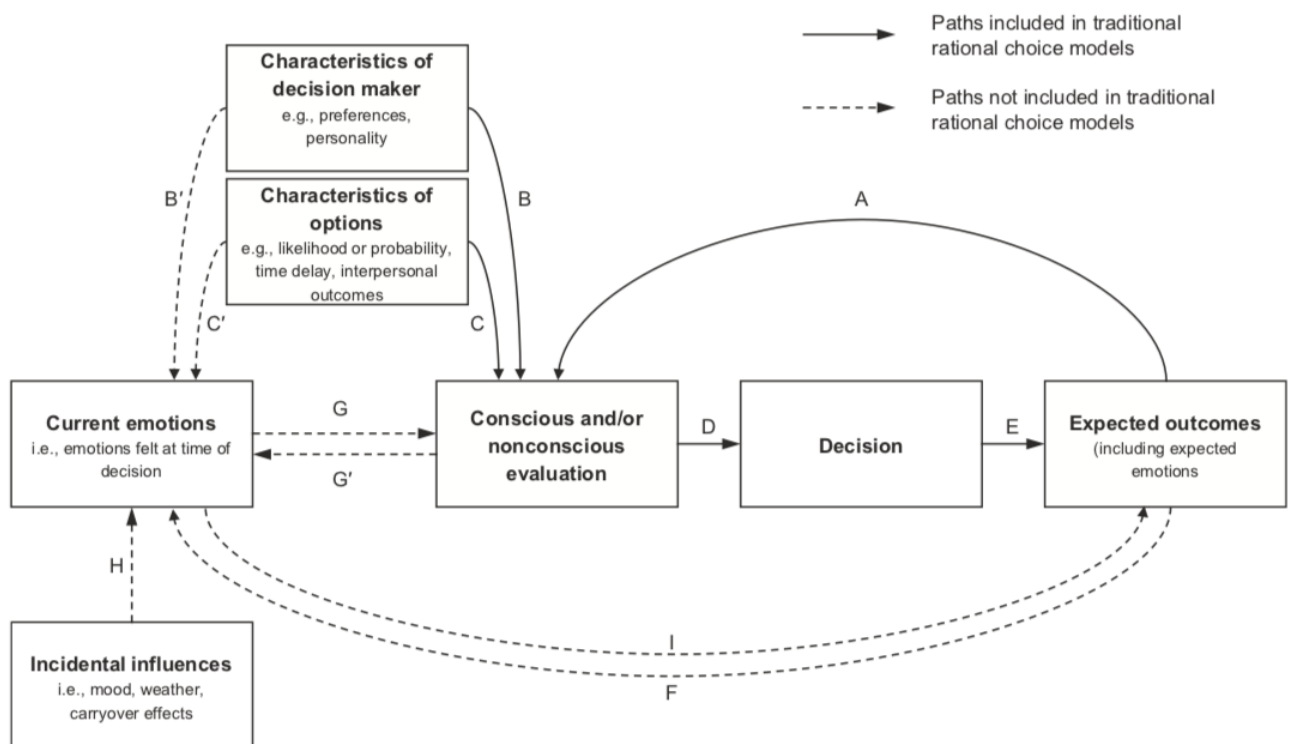 Paths included in traditional
rational choice models
Paths not included in traditional
rational choice models
Characteristics of
decision maker
e.g., preferences,
personality
B′
B
A
Characteristics of
options
e.g., likelihood or probability,
time delay, interpersonal
outcomes
C′
C
Current emotions
i.e., emotions felt at time of
decision
G
G′
Conscious and/or
nonconscious
evaluation
D
Decision
E
Expected outcomes
(including expected
emotions
H
I
F
Incidental influences
i.e., mood, weather,
carryover effects